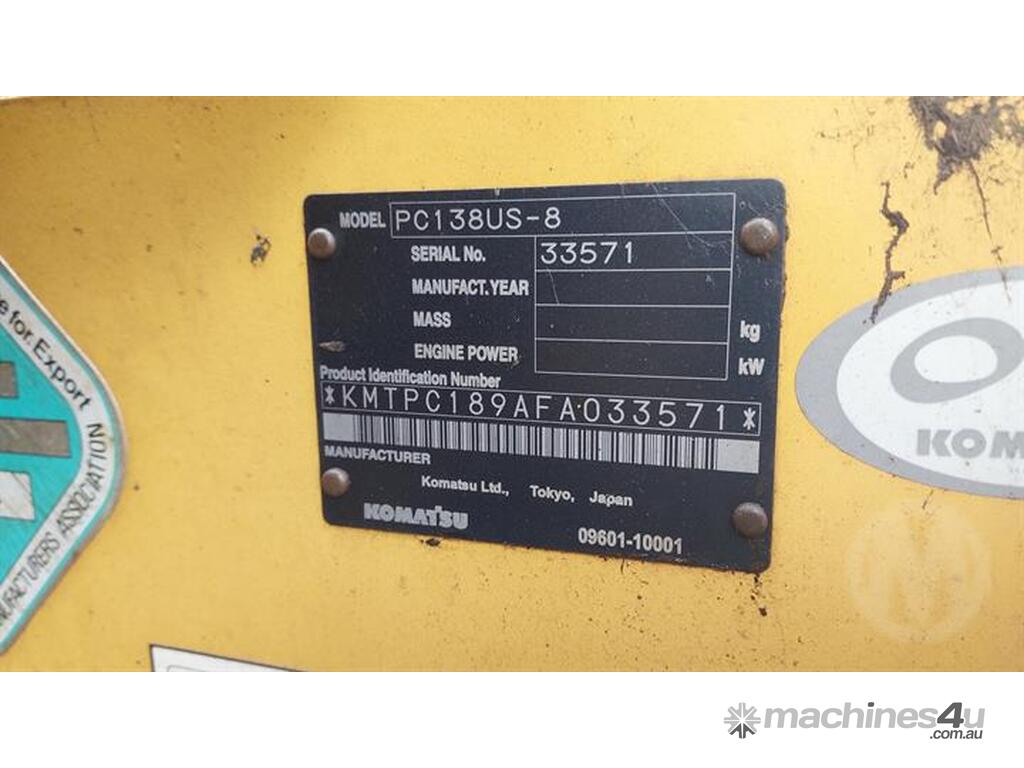 MODEL PC138US-8
SERIAL No. 33571
MANUFACT.YEAR
MASS kg
ENGINE POWER kW
Product Identification Number
*KMTPC189AFA033571*
MANUFACTURER
Komatsu Ltd., Tokyo, Japan
KOMATSU
09601-10001
for Export
MANUFACTURERS ASSOCIATION
KOM
machines4u
.com.au